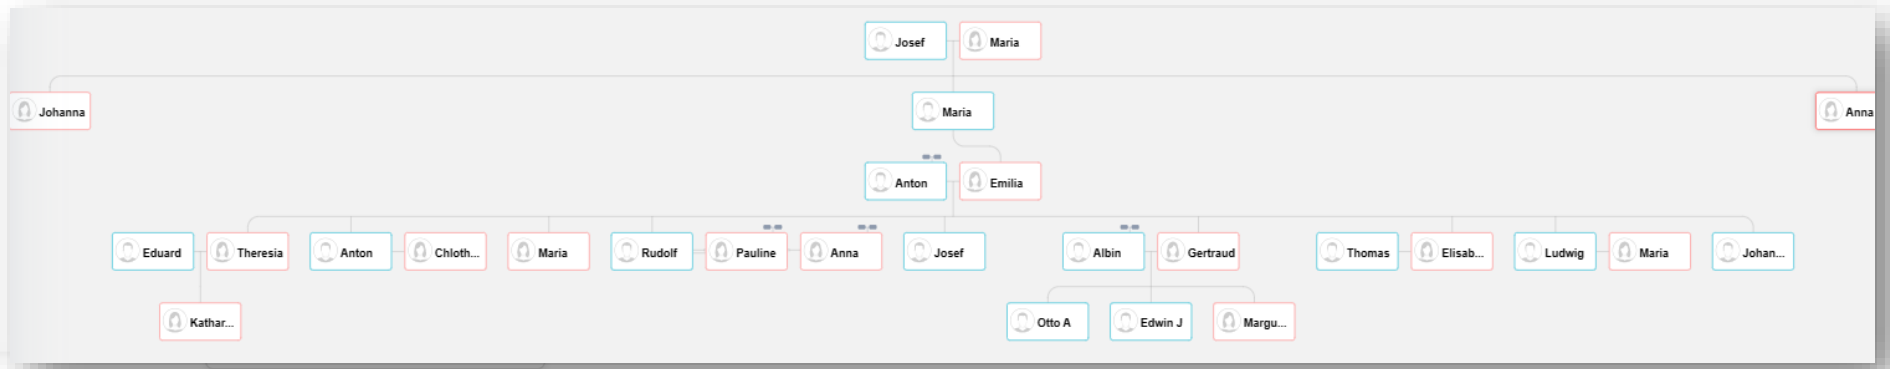 Josef
Maria
Johanna
Maria
Anna
Anton
Emilia
Eduard
Theresia
Anton
Chloth...
Maria
Rudolf
Pauline
Anna
Josef
Albin
Gertraud
Thomas
Elisab...
Ludwig
Maria
Johan...
Kathar...
Otto A
Edwin J
Margu...